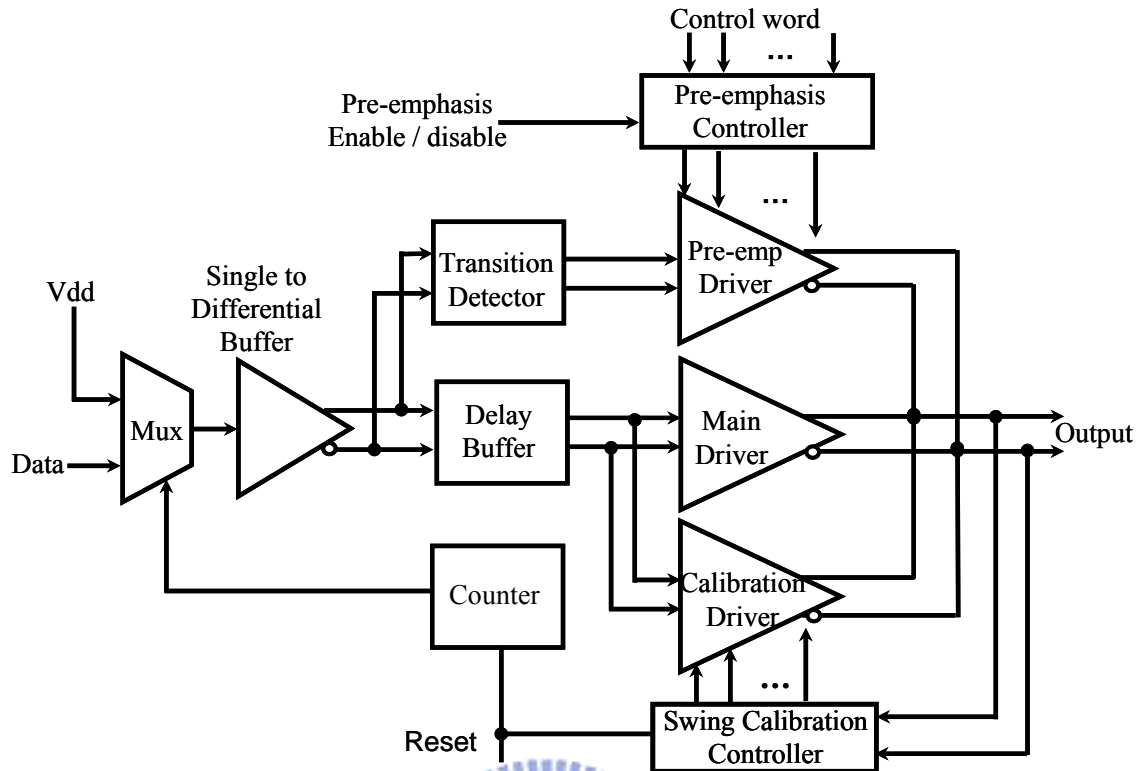 Control word
...
Pre-emphasis
Enable / disable
Pre-emphasis
Controller
...
Pre-emp
Driver
Transition
Detector
Single to
Differential
Buffer
Vdd
Mux
Data
Delay
Buffer
Main
Driver
Output
Counter
Calibration
Driver
...
Reset
Swing Calibration
Controller